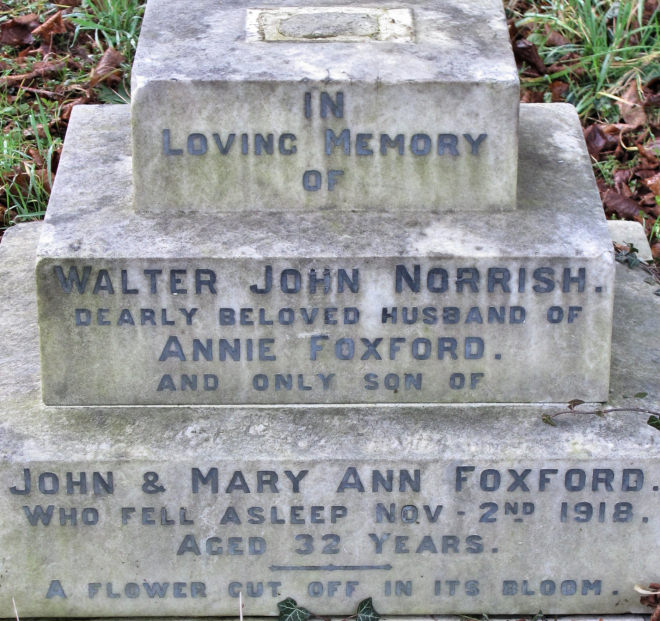 IN
LOVING MEMORY
OF
WALTER JOHN NORRISH.
DEARLY BELOVED HUSBAND OF
ANNIE FOXFORD.
AND ONLY SON OF
JOHN & MARY ANN FOXFORD.
WHO FELL ASLEEP NOV - 2ND 1918.
AGED 32 YEARS.
A FLOWER CUT OFF IN ITS BLOOM.